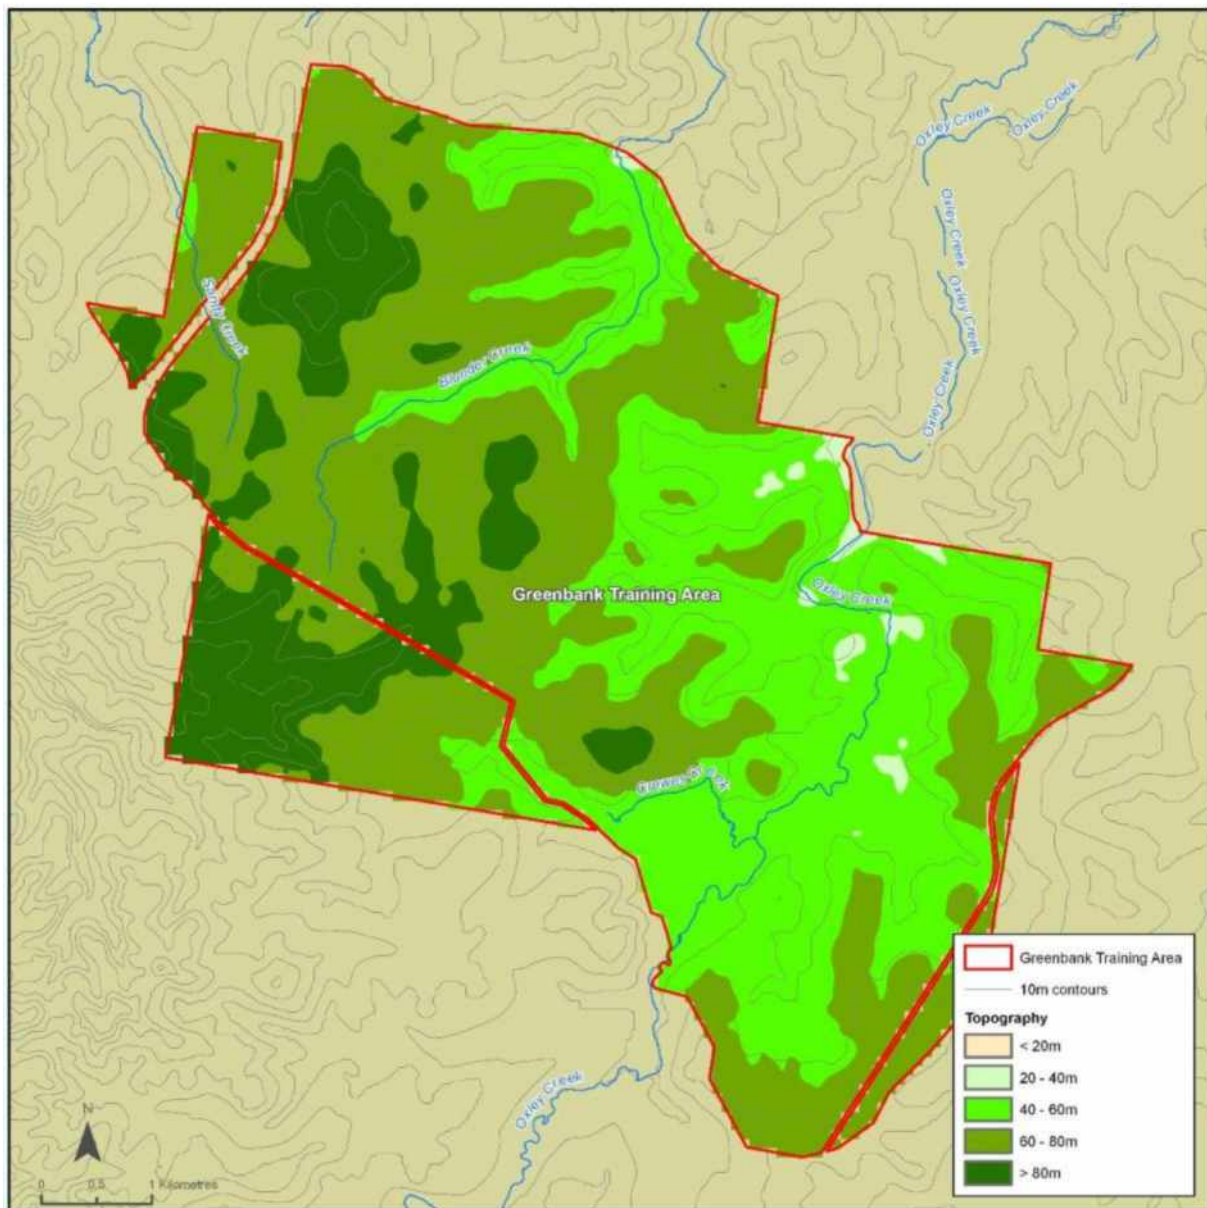 Oxley Creek
Oxley Creek
Oxley Creek
Oxley Creek
Sandy Creek
Blunder Creek
Oxley Creek
Greenbank Training Area
Oxley Creek
Oxley Creek
N
0 0.5 1 Kilometres
Greenbank Training Area
10m contours
Topography
< 20m
20 - 40m
40 - 60m
60 - 80m
> 80m